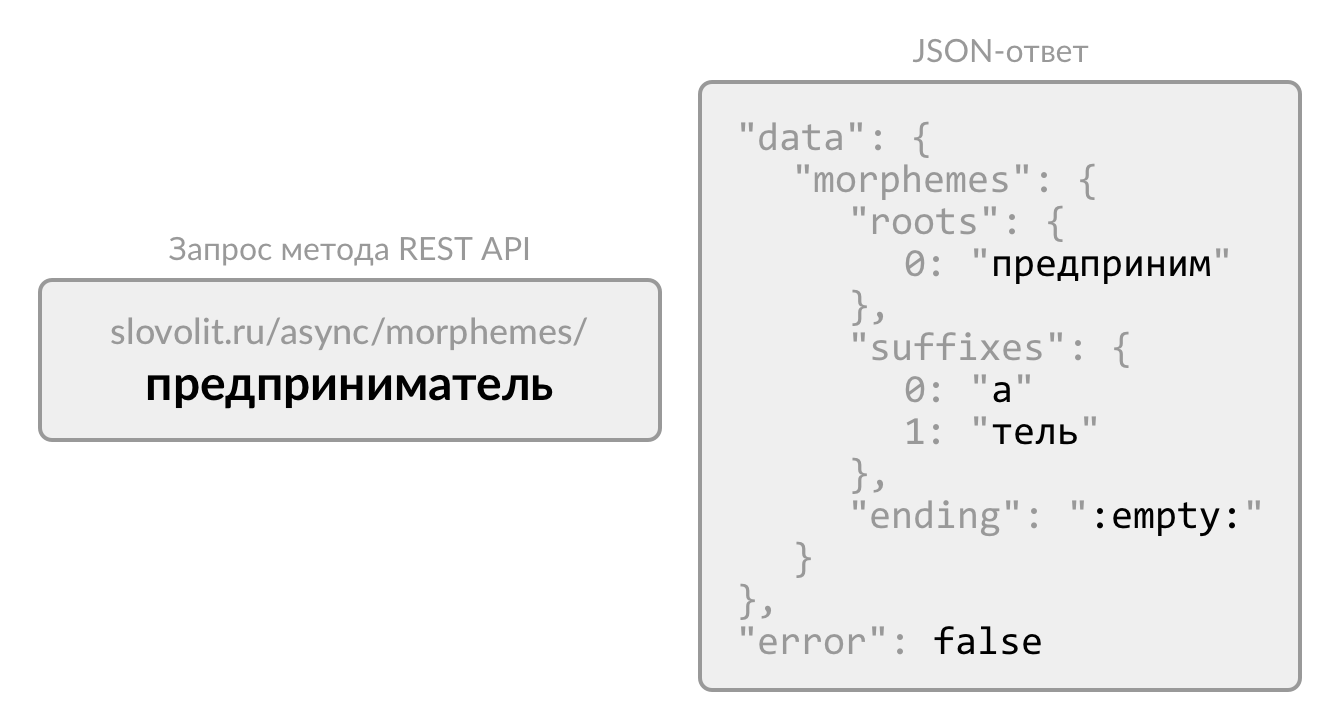 Запрос метода REST API
slovolit.ru/async/morphemes/
предприниматель
JSON-ответ
"data": {
"morphemes": {
"roots": {
0: "предприним"
},
"suffixes": {
0: "а"
1: "тель"
},
"ending": ":empty:"
}
},
"error": false